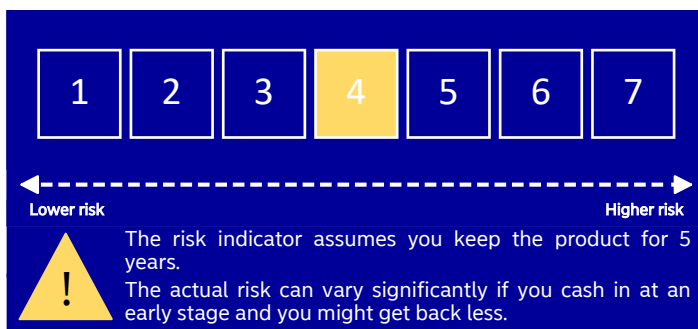 1 2 3 4 5 6 7
Lower risk Higher risk
The risk indicator assumes you keep the product for 5
years.
!
The actual risk can vary significantly if you cash in at an
early stage and you might get back less.